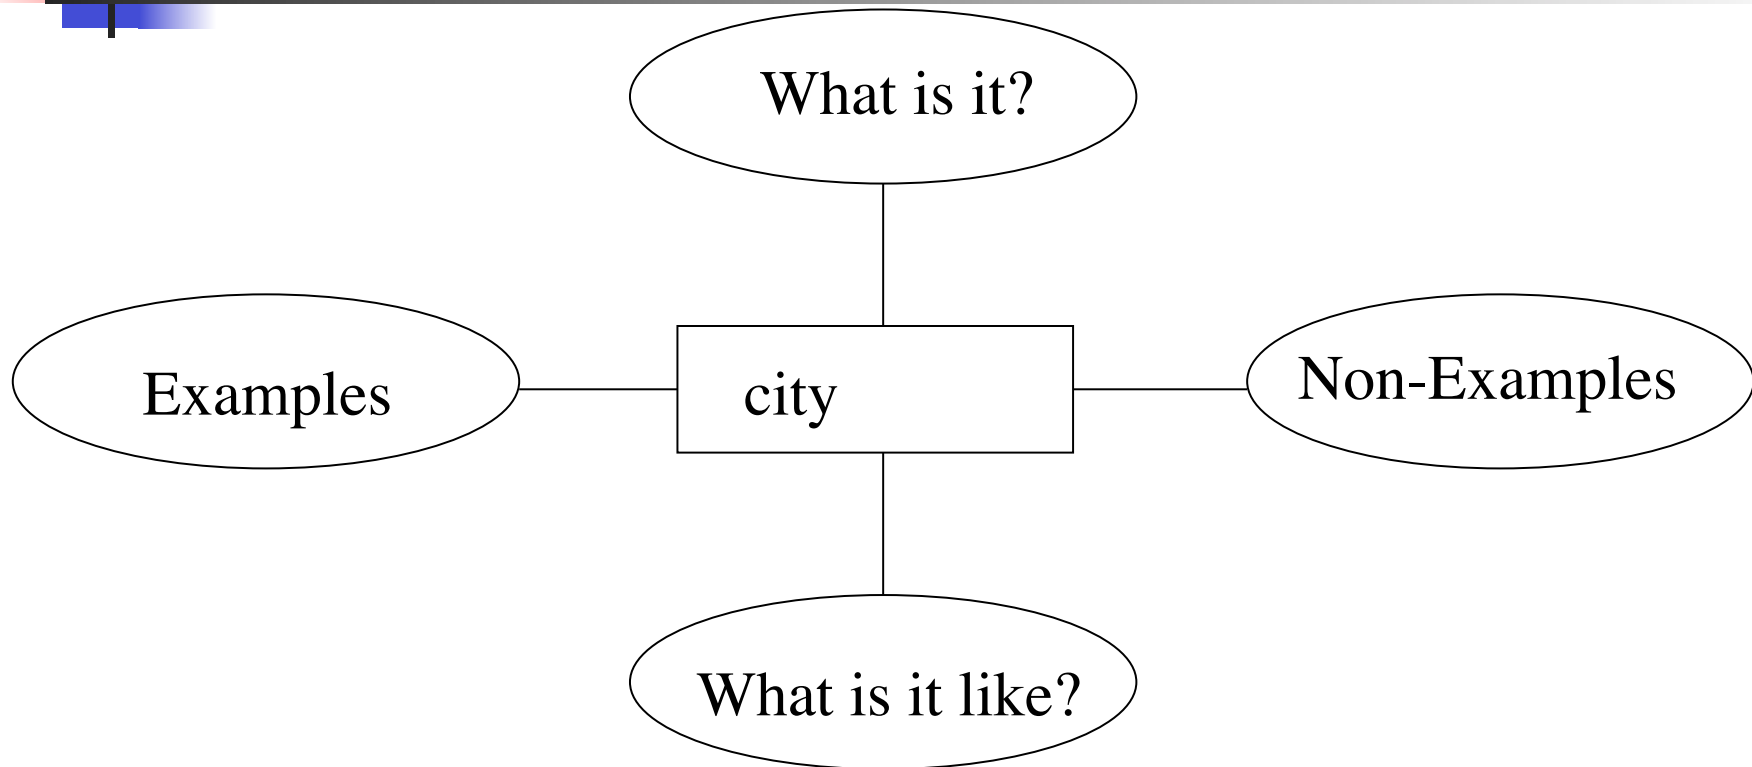 What is it?
Examples
city
Non-Examples
What is it like?